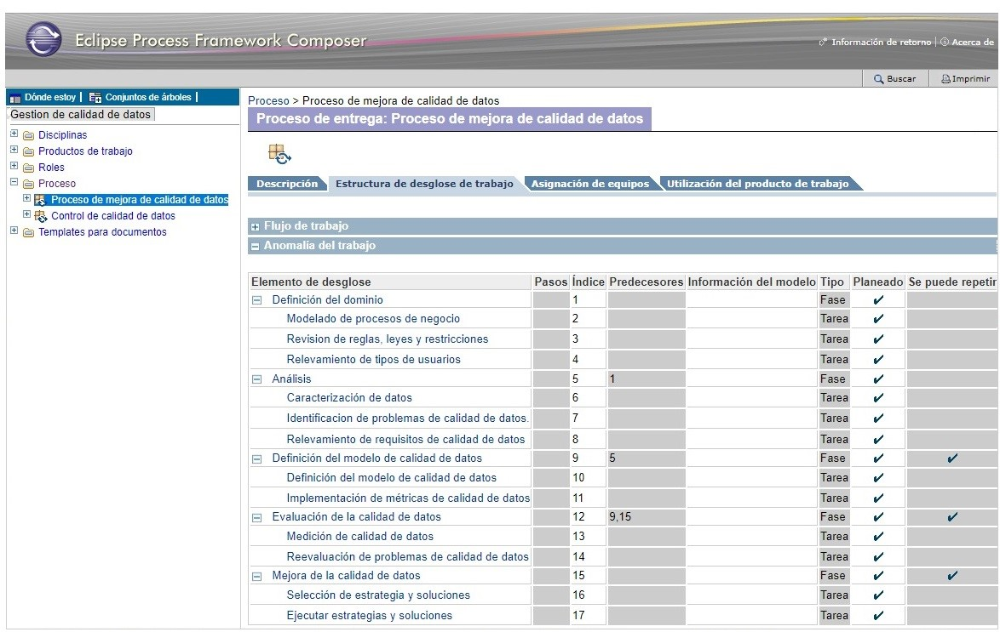 Eclipse Process Framework Composer
Información de retorno | Acerca de
Buscar Imprimir
Dónde estoy | Conjuntos de árboles |
Gestion de calidad de datos
Disciplinas
Productos de trabajo
Roles
Proceso
Proceso de mejora de calidad de datos
Control de calidad de datos
Templates para documentos
Proceso > Proceso de mejora de calidad de datos
Proceso de entrega: Proceso de mejora de calidad de datos
Descripción Estructura de desglose de trabajo Asignación de equipos Utilización del producto de trabajo
Flujo de trabajo
Anomalía del trabajo
Elemento de desglose Pasos Índice Predecesores Información del modelo Tipo Planeado Se puede repetir
Definición del dominio 1 Fase ✔
Modelado de procesos de negocio 2 Tarea ✔
Revision de reglas, leyes y restricciones 3 Tarea ✔
Relevamiento de tipos de usuarios 4 Tarea ✔
Análisis 5 1 Fase ✔
Caracterización de datos 6 Tarea ✔
Identificacion de problemas de calidad de datos. 7 Tarea ✔
Relevamiento de requisitos de calidad de datos 8 Tarea ✔
Definición del modelo de calidad de datos 9 5 Fase ✔ ✔
Definición del modelo de calidad de datos 10 Tarea ✔
Implementación de métricas de calidad de datos 11 Tarea ✔
Evaluación de la calidad de datos 12 9,15 Fase ✔ ✔
Medición de calidad de datos 13 Tarea ✔
Reevaluación de problemas de calidad de datos 14 Tarea ✔
Mejora de la calidad de datos 15 Fase ✔ ✔
Selección de estrategia y soluciones 16 Tarea ✔
Ejecutar estrategias y soluciones 17 Tarea ✔